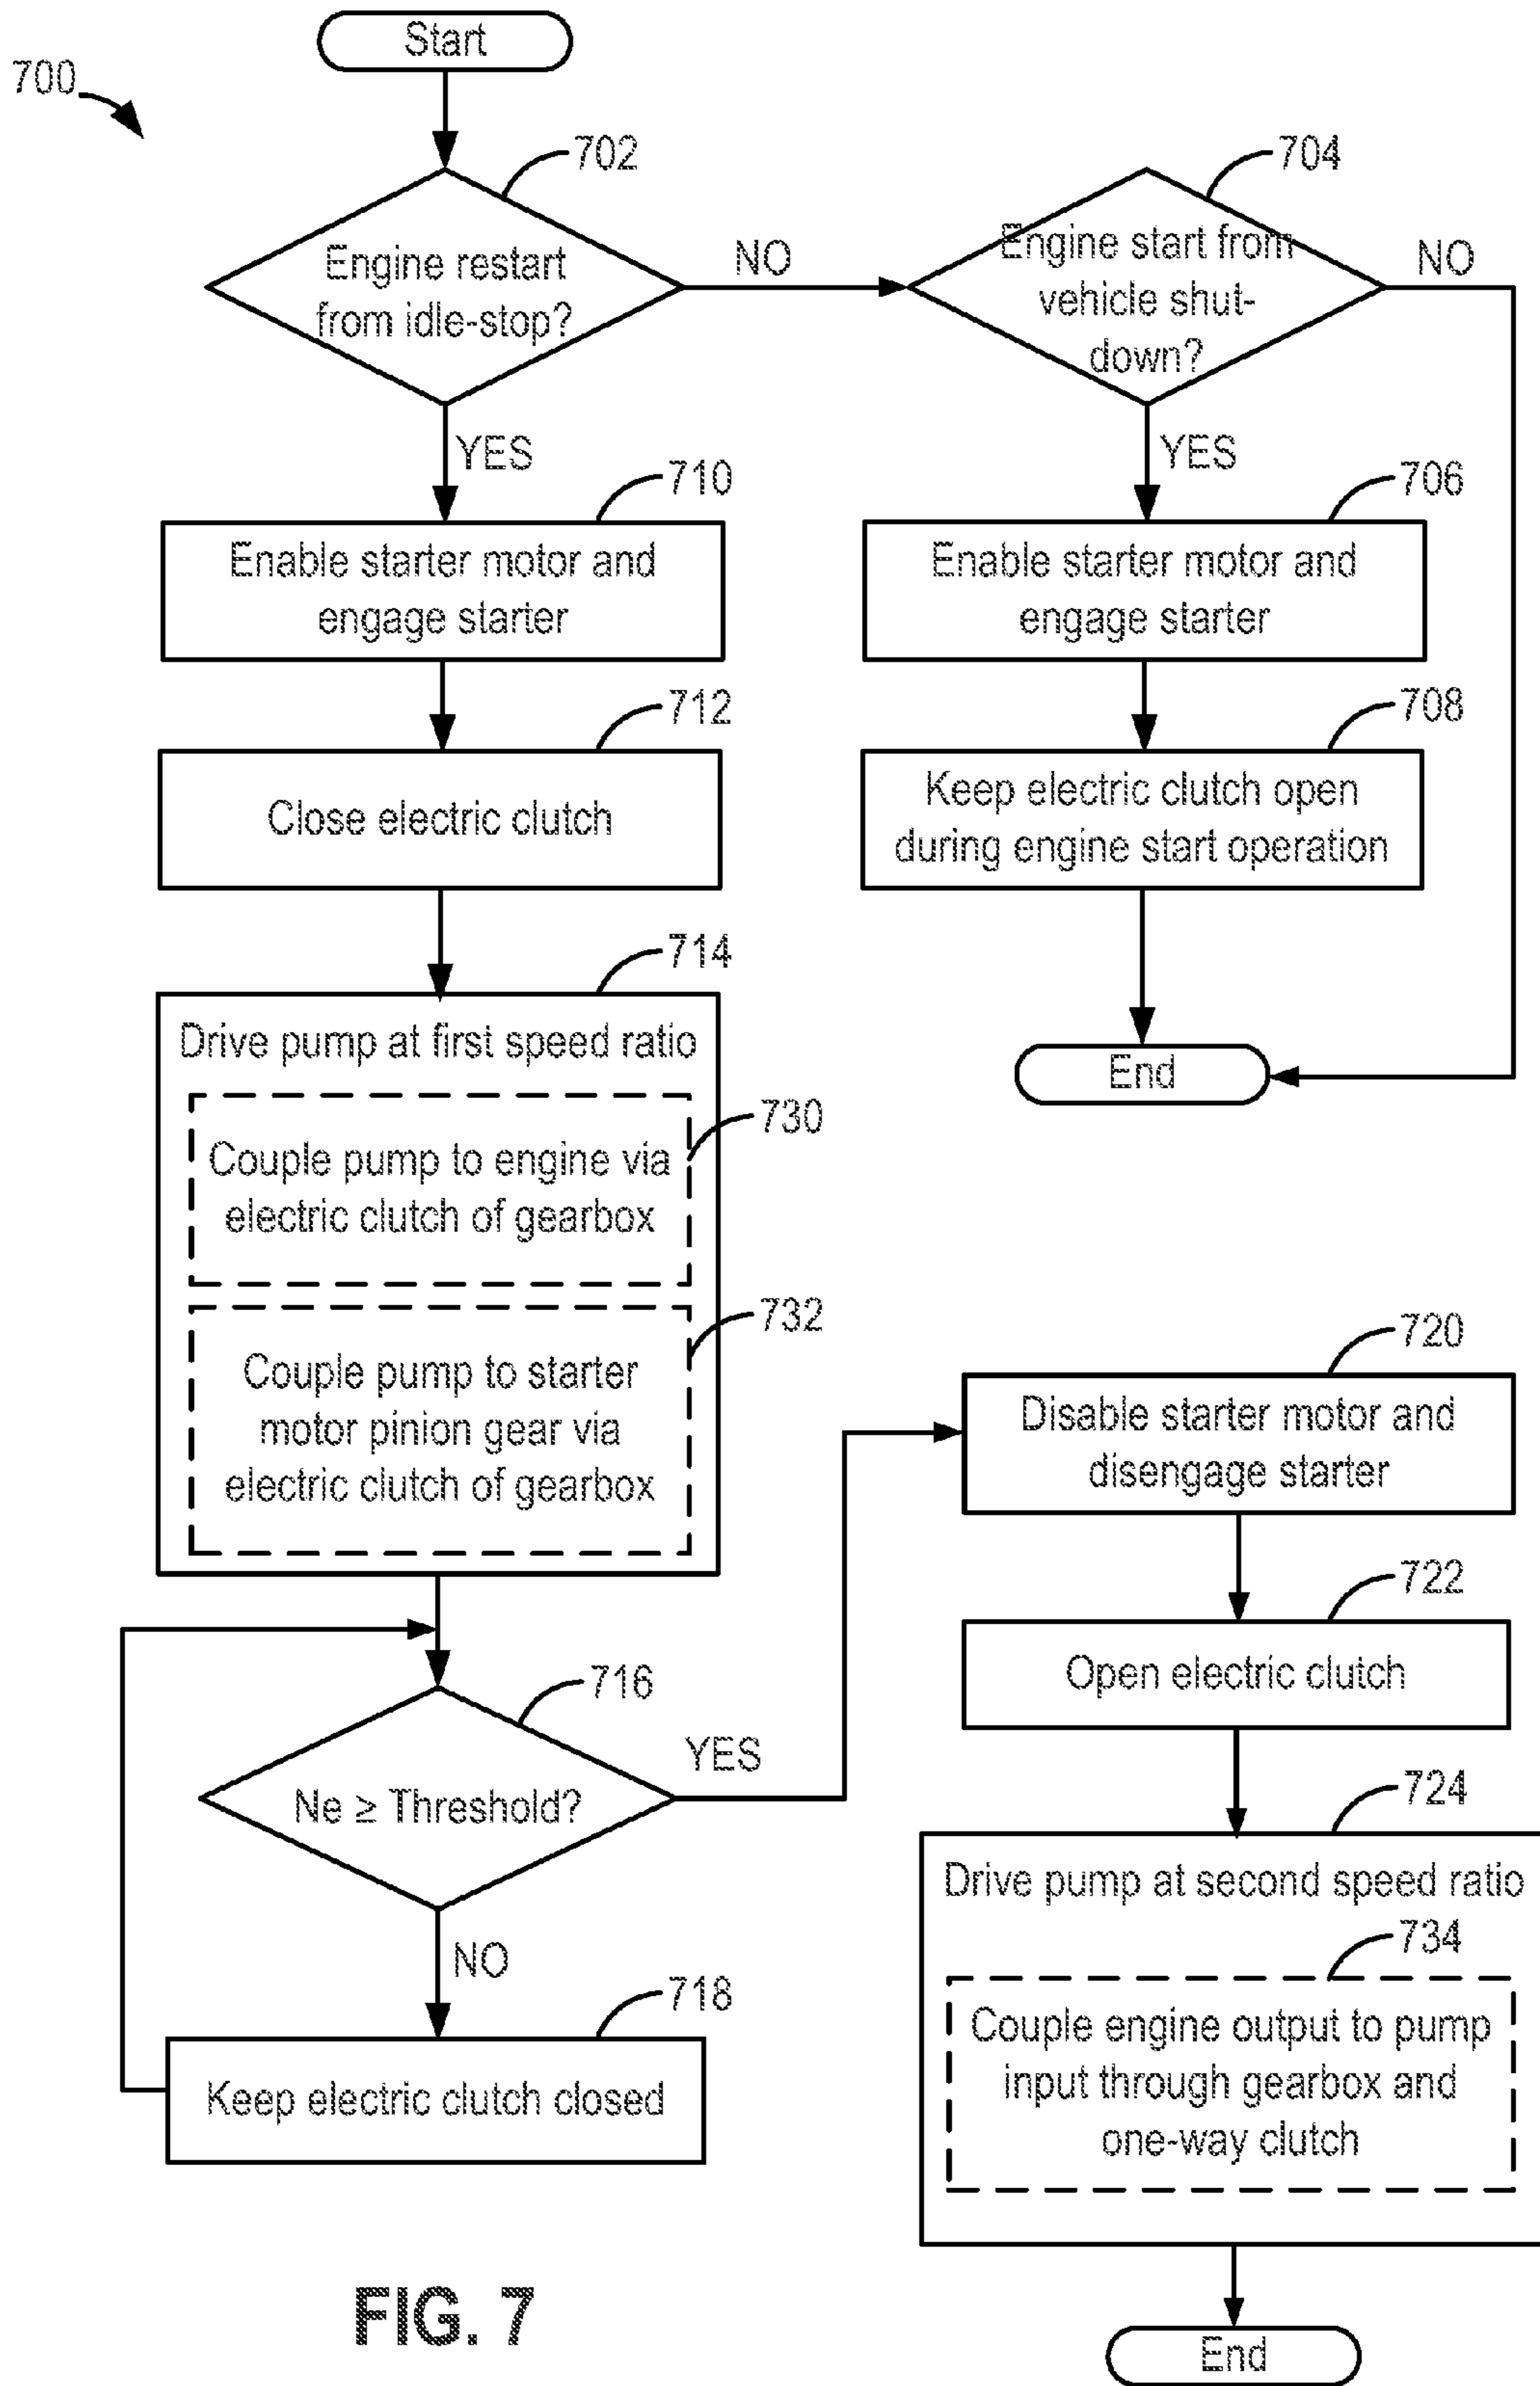 Start
700
702
704
Engine restart
from idle-stop?
NO
Engine start from
vehicle shut-
down?
NO
YES
YES
710
706
Enable starter motor and
engage starter
Enable starter motor and
engage starter
712
708
Close electric clutch
Keep electric clutch open
during engine start operation
714
Drive pump at first speed ratio
End
730
Couple pump to engine via
electric clutch of gearbox
732
Couple pump to starter
motor pinion gear via
electric clutch of gearbox
720
Disable starter motor and
disengage starter
722
Open electric clutch
716
Ne ≥ Threshold?
YES
NO
724
Drive pump at second speed ratio
734
Couple engine output to pump
input through gearbox and
one-way clutch
718
Keep electric clutch closed
End
FIG. 7